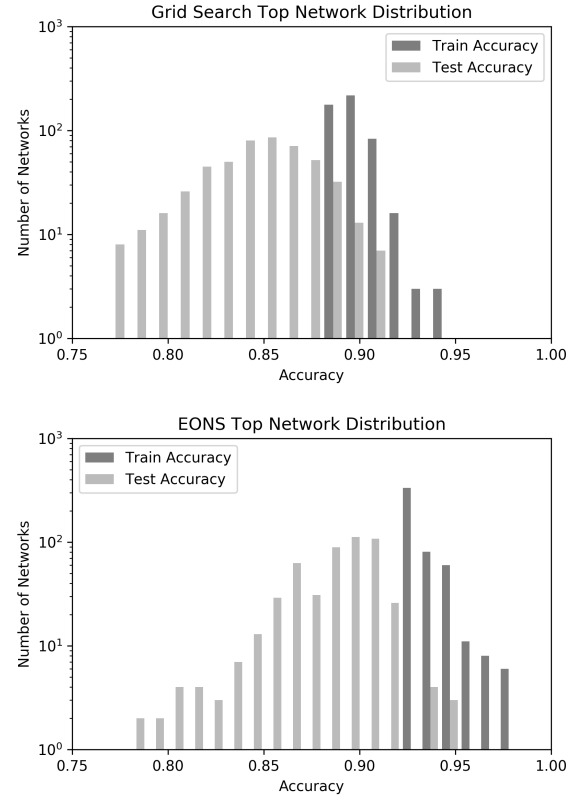 Grid Search Top Network Distribution
10³
10²
10¹
10⁰
Number of Networks
Train Accuracy
Test Accuracy
0.75 0.80 0.85 0.90 0.95 1.00
Accuracy
EONS Top Network Distribution
10³
10²
10¹
10⁰
Number of Networks
Train Accuracy
Test Accuracy
0.75 0.80 0.85 0.90 0.95 1.00
Accuracy